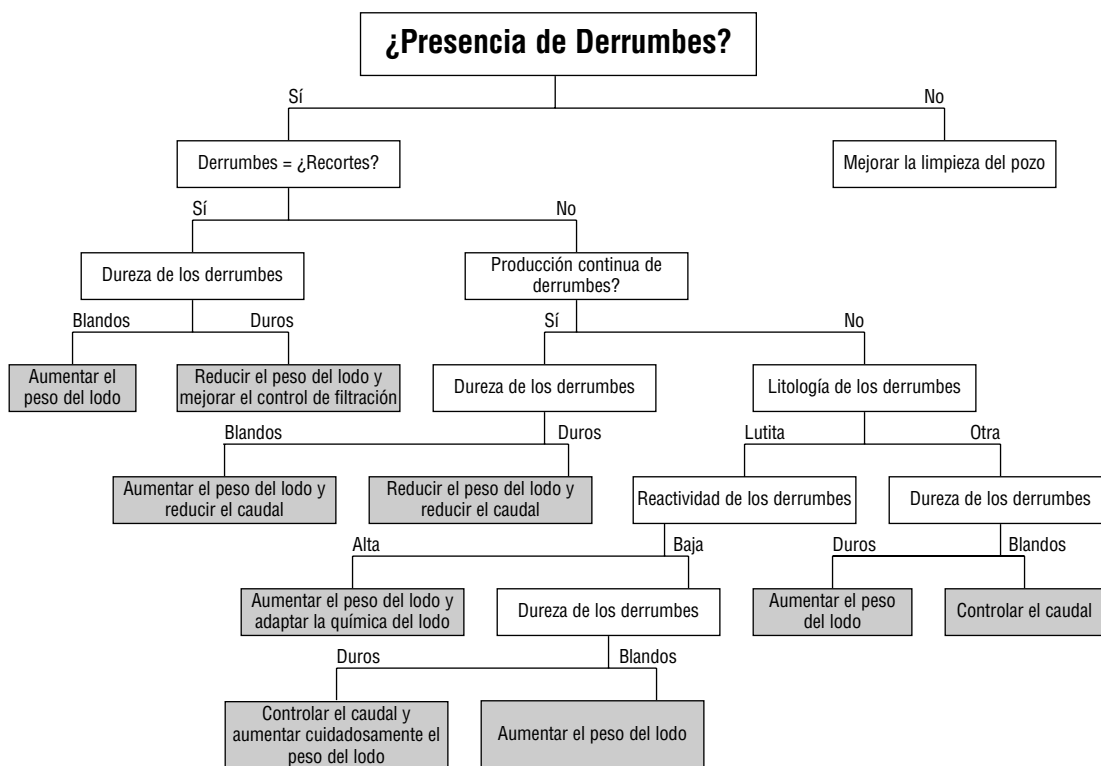 ¿Presencia de Derrumbes?
Sí
No
Derrumbes = ¿Recortes?
Mejorar la limpieza del pozo
Sí
No
Dureza de los derrumbes
Producción continua de
derrumbes?
Blandos
Duros
Sí
No
Aumentar el
peso del lodo
Reducir el peso del lodo y
mejorar el control de filtración
Dureza de los derrumbes
Litología de los derrumbes
Blandos
Duros
Lutita
Otra
Aumentar el peso del lodo y
reducir el caudal
Reducir el peso del lodo y
reducir el caudal
Reactividad de los derrumbes
Dureza de los derrumbes
Alta
Baja
Duros
Blandos
Aumentar el peso del lodo y
adaptar la química del lodo
Dureza de los derrumbes
Aumentar el peso
del lodo
Controlar el caudal
Duros
Blandos
Controlar el caudal y
aumentar cuidadosamente el
peso del lodo
Aumentar el peso del lodo